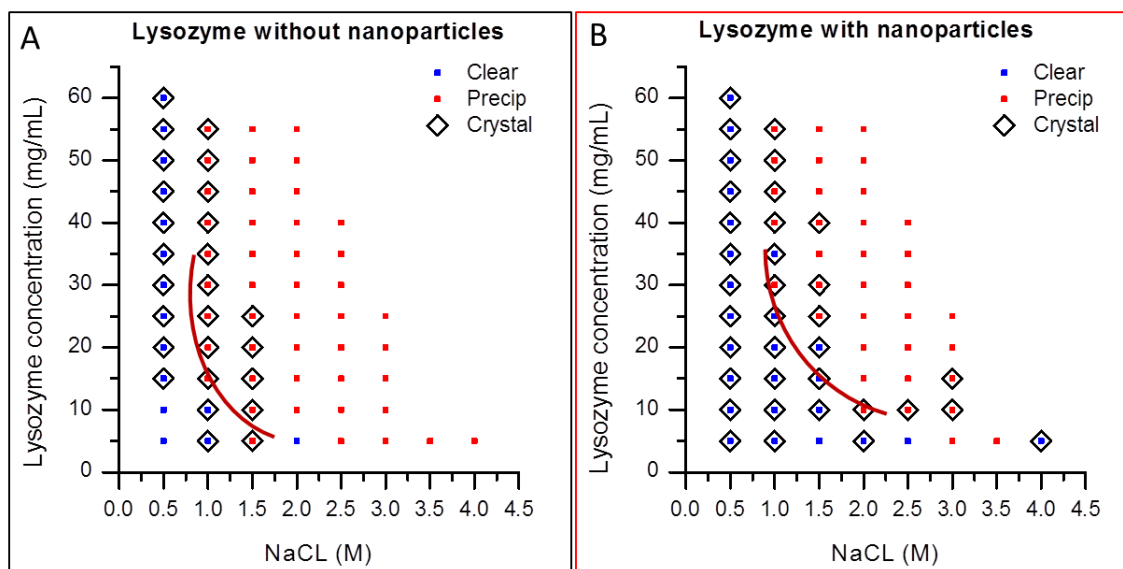 A
Lysozyme without nanoparticles
Clear
Precip
Crystal
Lysozyme concentration (mg/mL)
60
50
40
30
20
10
0
0.0 0.5 1.0 1.5 2.0 2.5 3.0 3.5 4.0 4.5
NaCL (M)
B
Lysozyme with nanoparticles
Clear
Precip
Crystal
Lysozyme concentration (mg/mL)
60
50
40
30
20
10
0
0.0 0.5 1.0 1.5 2.0 2.5 3.0 3.5 4.0 4.5
NaCL (M)